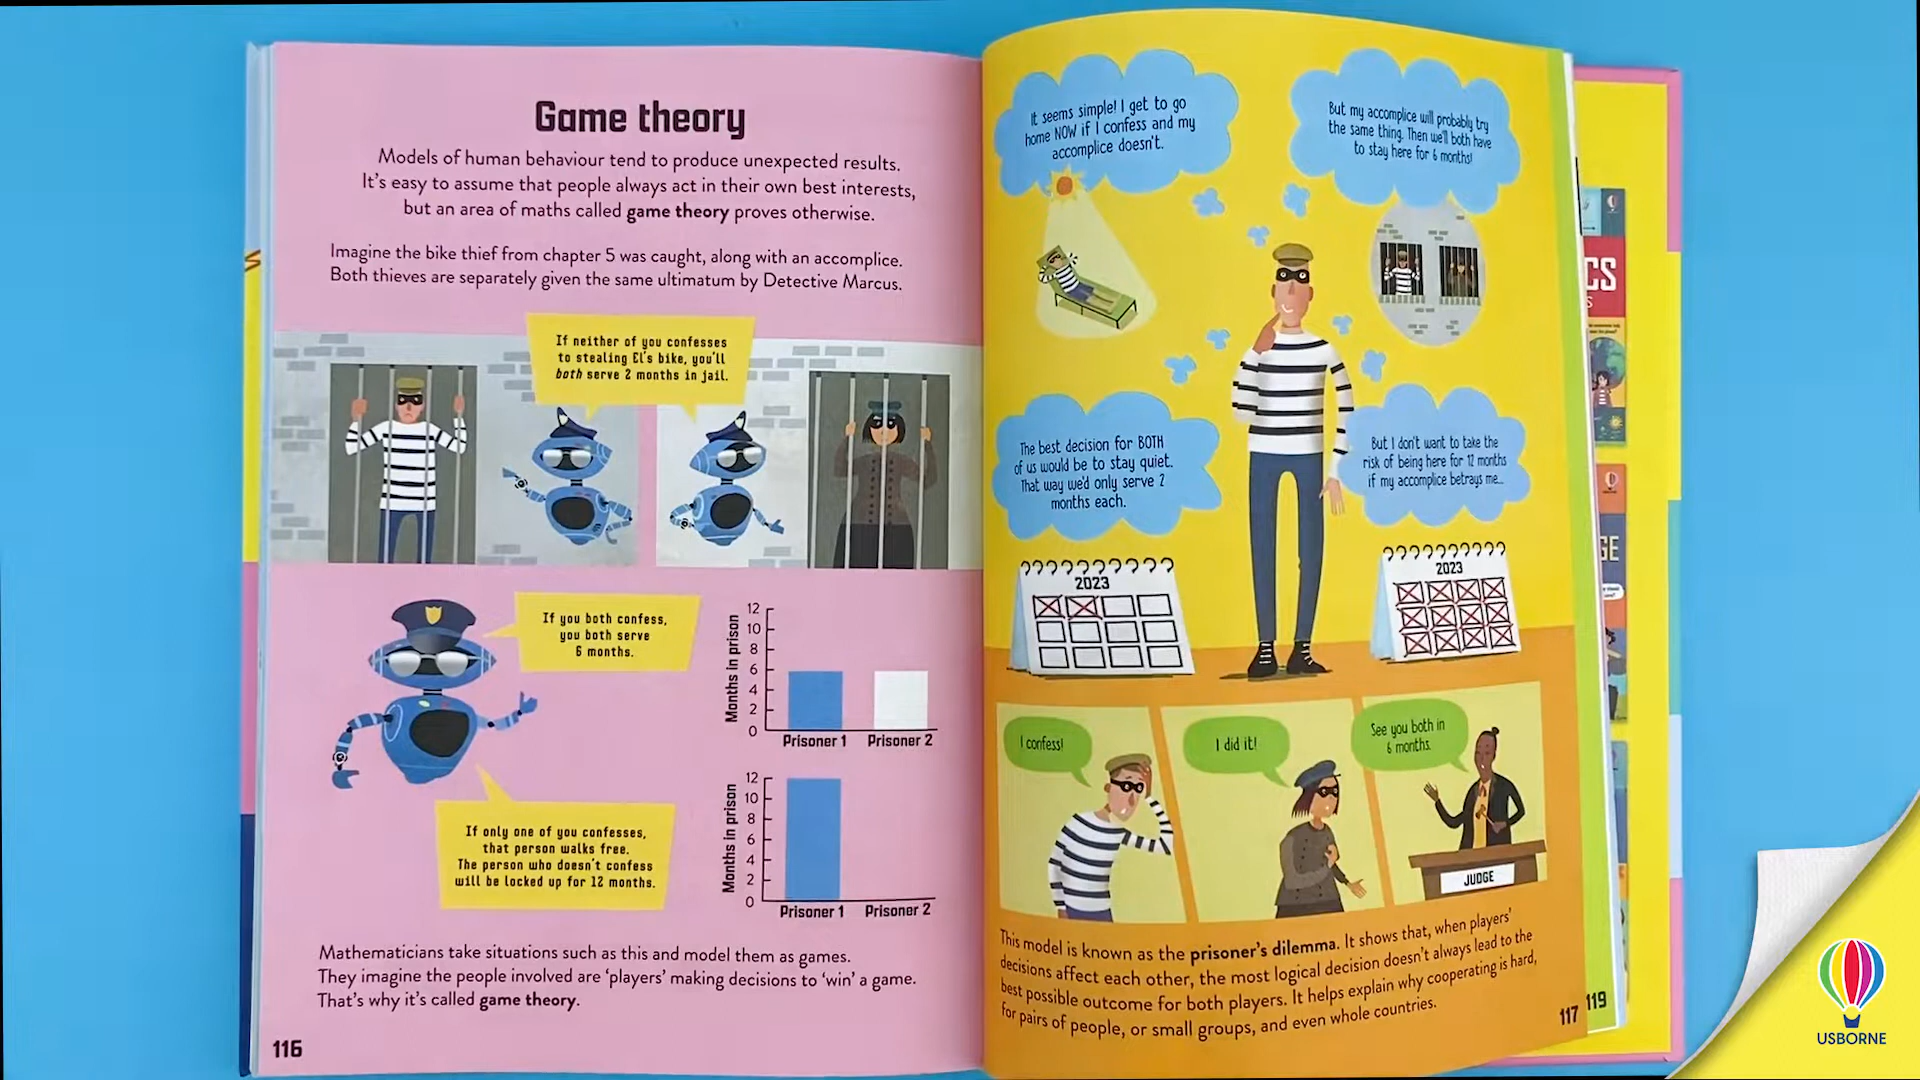 Game theory
Models of human behaviour tend to produce unexpected results.
It's easy to assume that people always act in their own best interests,
but an area of maths called game theory proves otherwise.
Imagine the bike thief from chapter 5 was caught, along with an accomplice.
Both thieves are separately given the same ultimatum by Detective Marcus.
If neither of you confesses
to stealing El's bike, you'll
both serve 2 months in jail.
If you both confess,
you both serve
6 months.
Months in prison
12
10
8
6
4
2
0
Prisoner 1 Prisoner 2
If only one of you confesses,
that person walks free.
The person who doesn't confess
will be locked up for 12 months.
Months in prison
12
10
8
6
4
2
0
Prisoner 1 Prisoner 2
Mathematicians take situations such as this and model them as games.
They imagine the people involved are 'players' making decisions to 'win' a game.
That's why it's called game theory.
116
It seems simple! I get to go
home NOW if I confess and my
accomplice doesn't.
But my accomplice will probably try
the same thing. Then we'll both have
to stay here for 6 months!
The best decision for BOTH
of us would be to stay quiet.
That way we'd only serve 2
months each.
But I don't want to take the
risk of being here for 12 months
if my accomplice betrays me...
2023
2023
I confess!
I did it!
See you both in
6 months.
JUDGE
This model is known as the prisoner's dilemma. It shows that, when players'
decisions affect each other, the most logical decision doesn't always lead to the
best possible outcome for both players. It helps explain why cooperating is hard,
for pairs of people, or small groups, and even whole countries.
117
119
CS
S
GE
USBORNE